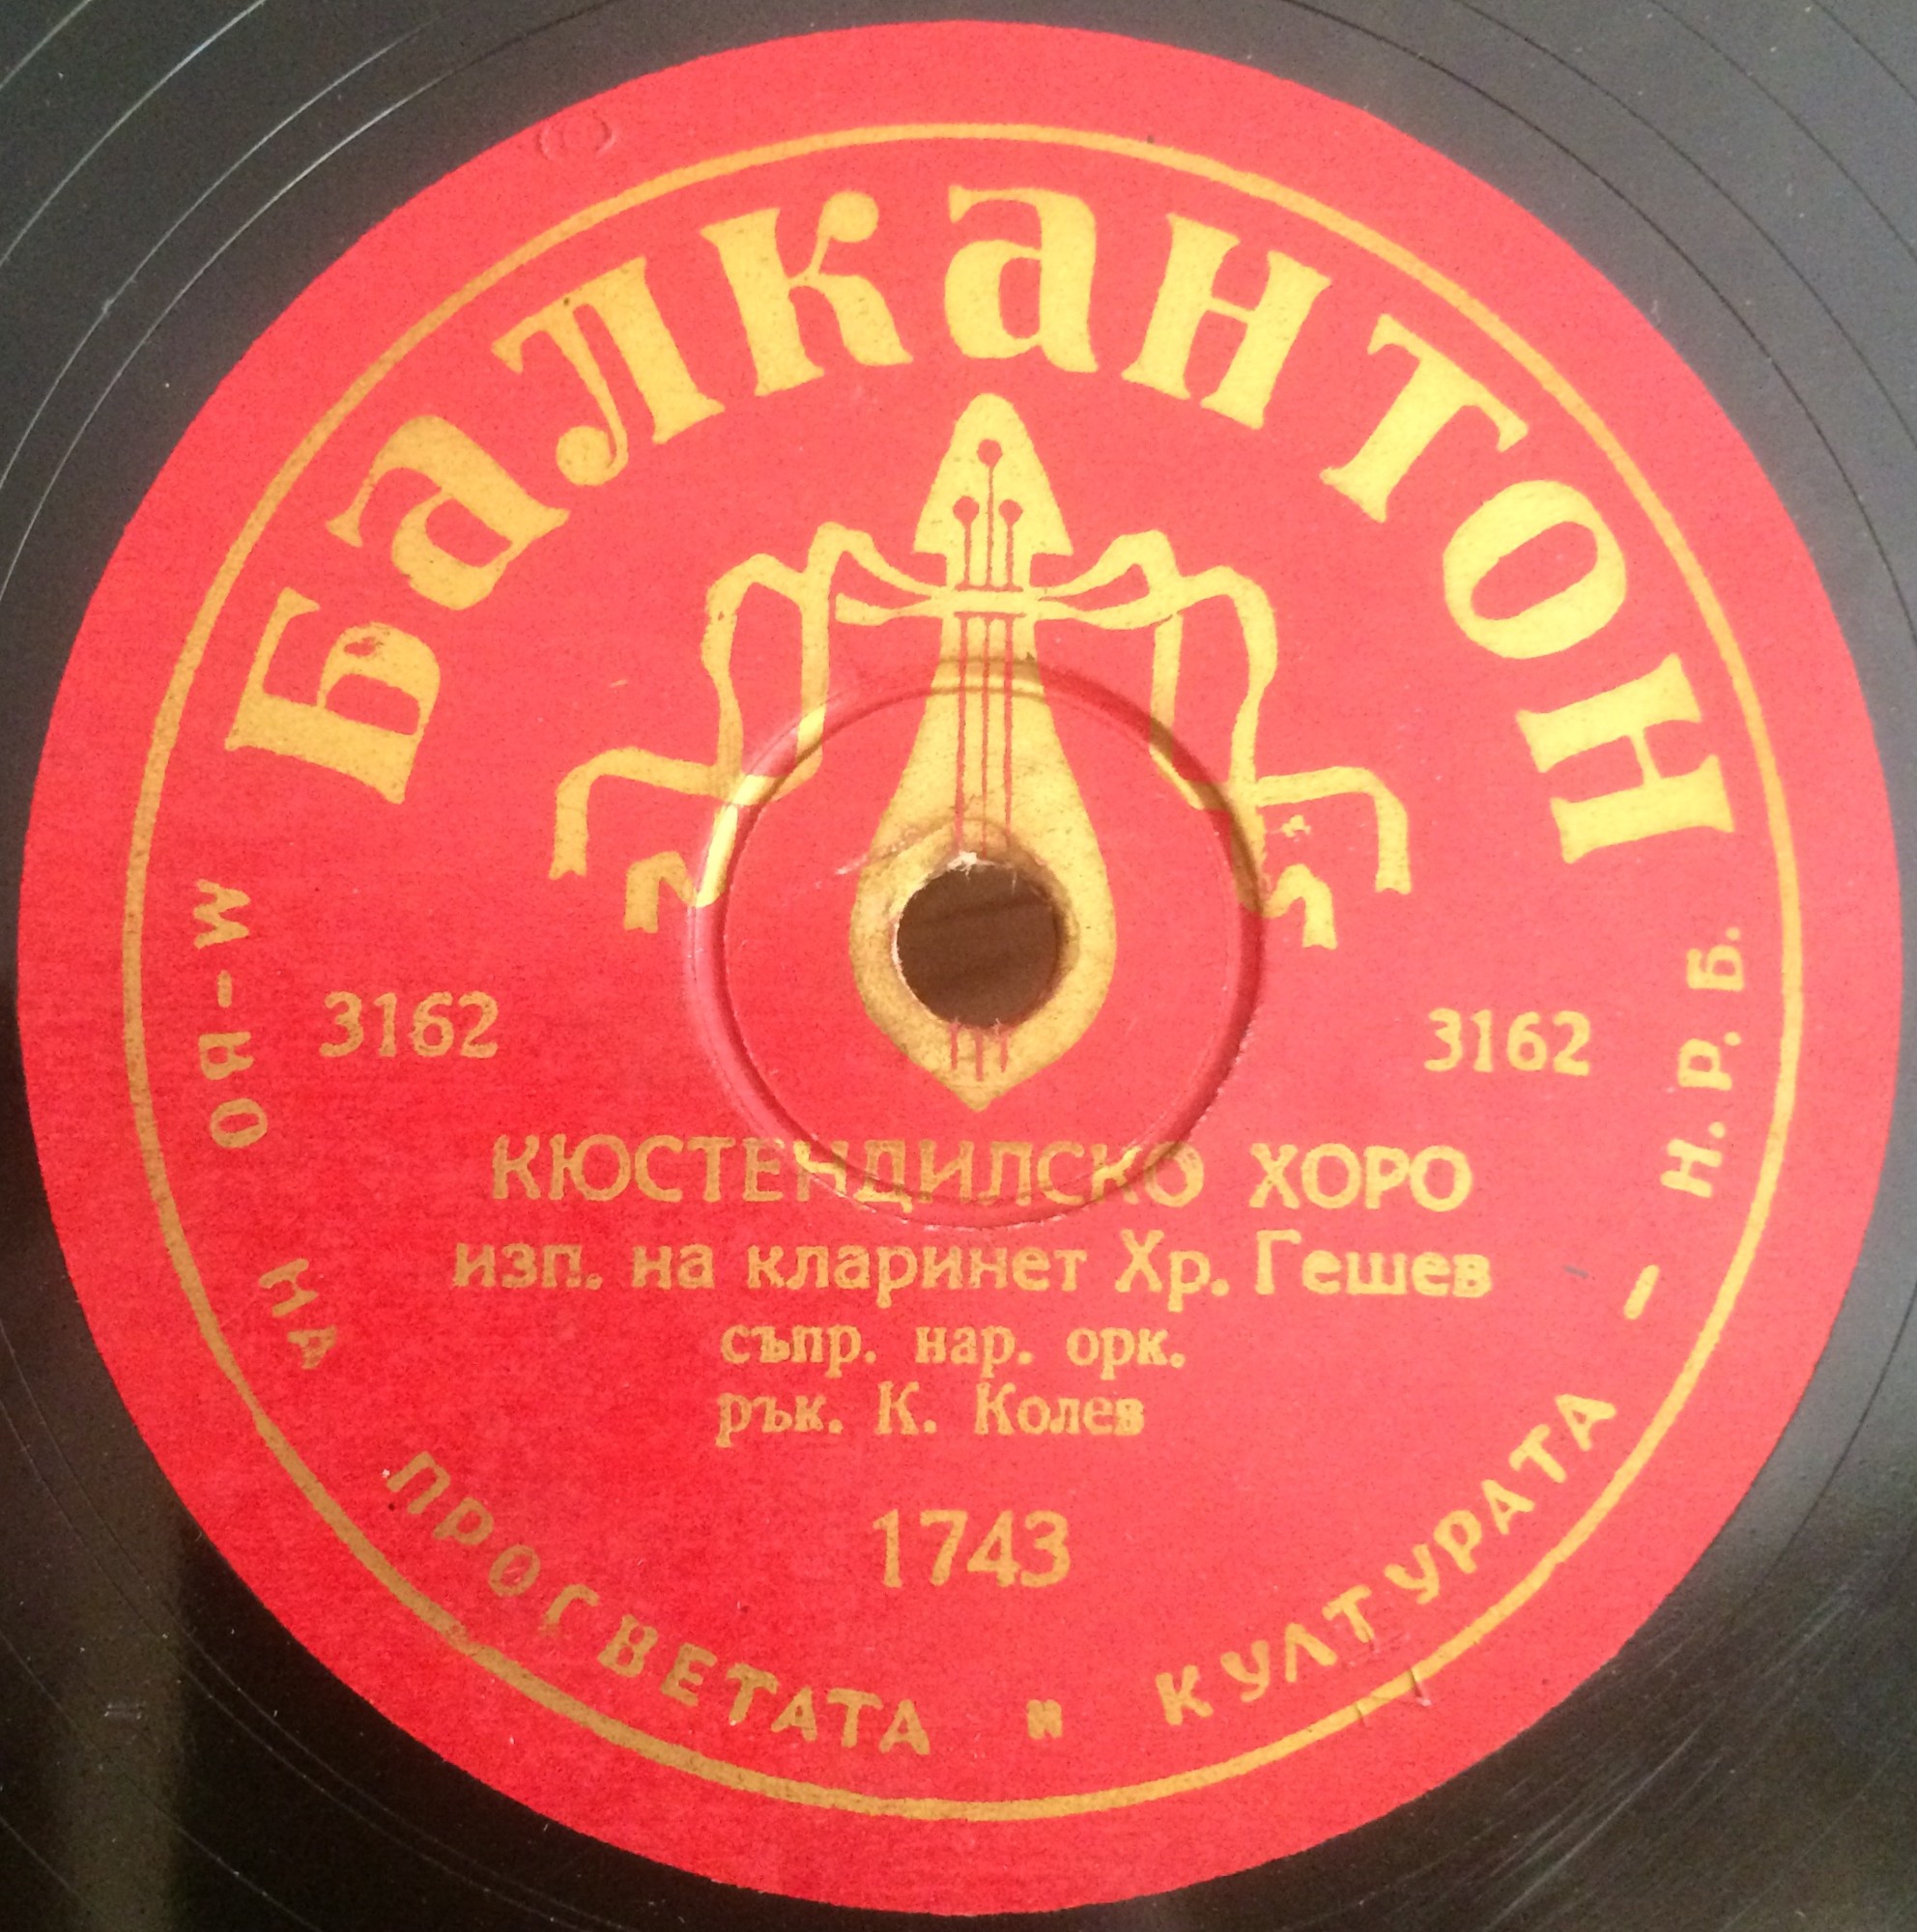 БАЛКАНТОН
3162
3162
КЮСТЕНДИЛСКО ХОРО
изп. на кларинет Хр. Гешев
съпр. нар. орк.
рък. К. Колев
1743
М-ВО НА ПРОСВЕТАТА и КУЛТУРАТА – Н.Р.Б.